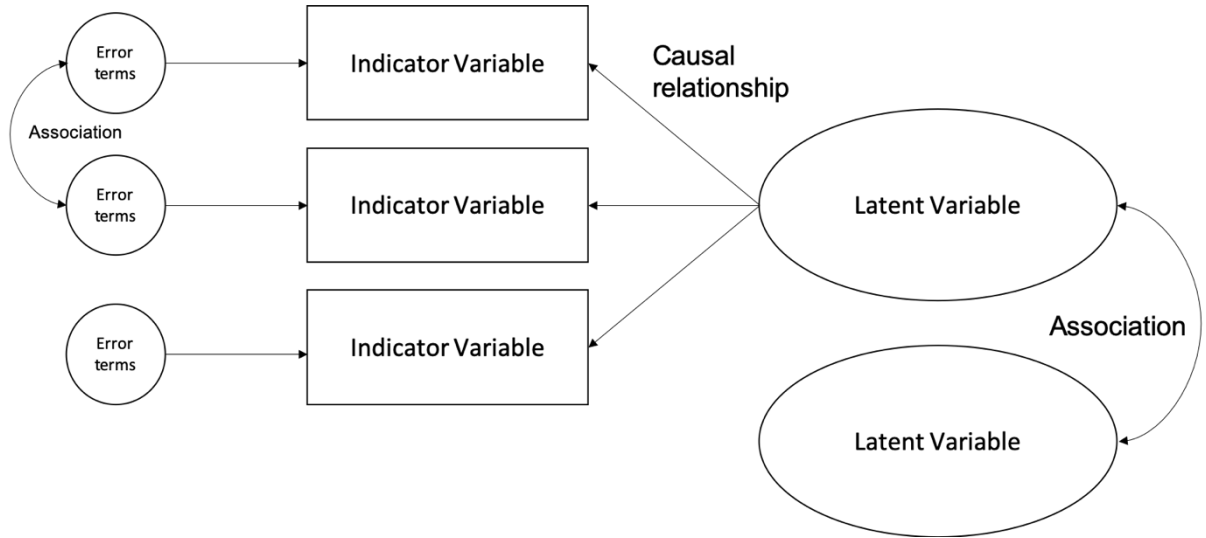 Error
terms
Indicator Variable
Causal
relationship
Association
Error
terms
Indicator Variable
Latent Variable
Association
Error
terms
Indicator Variable
Latent Variable